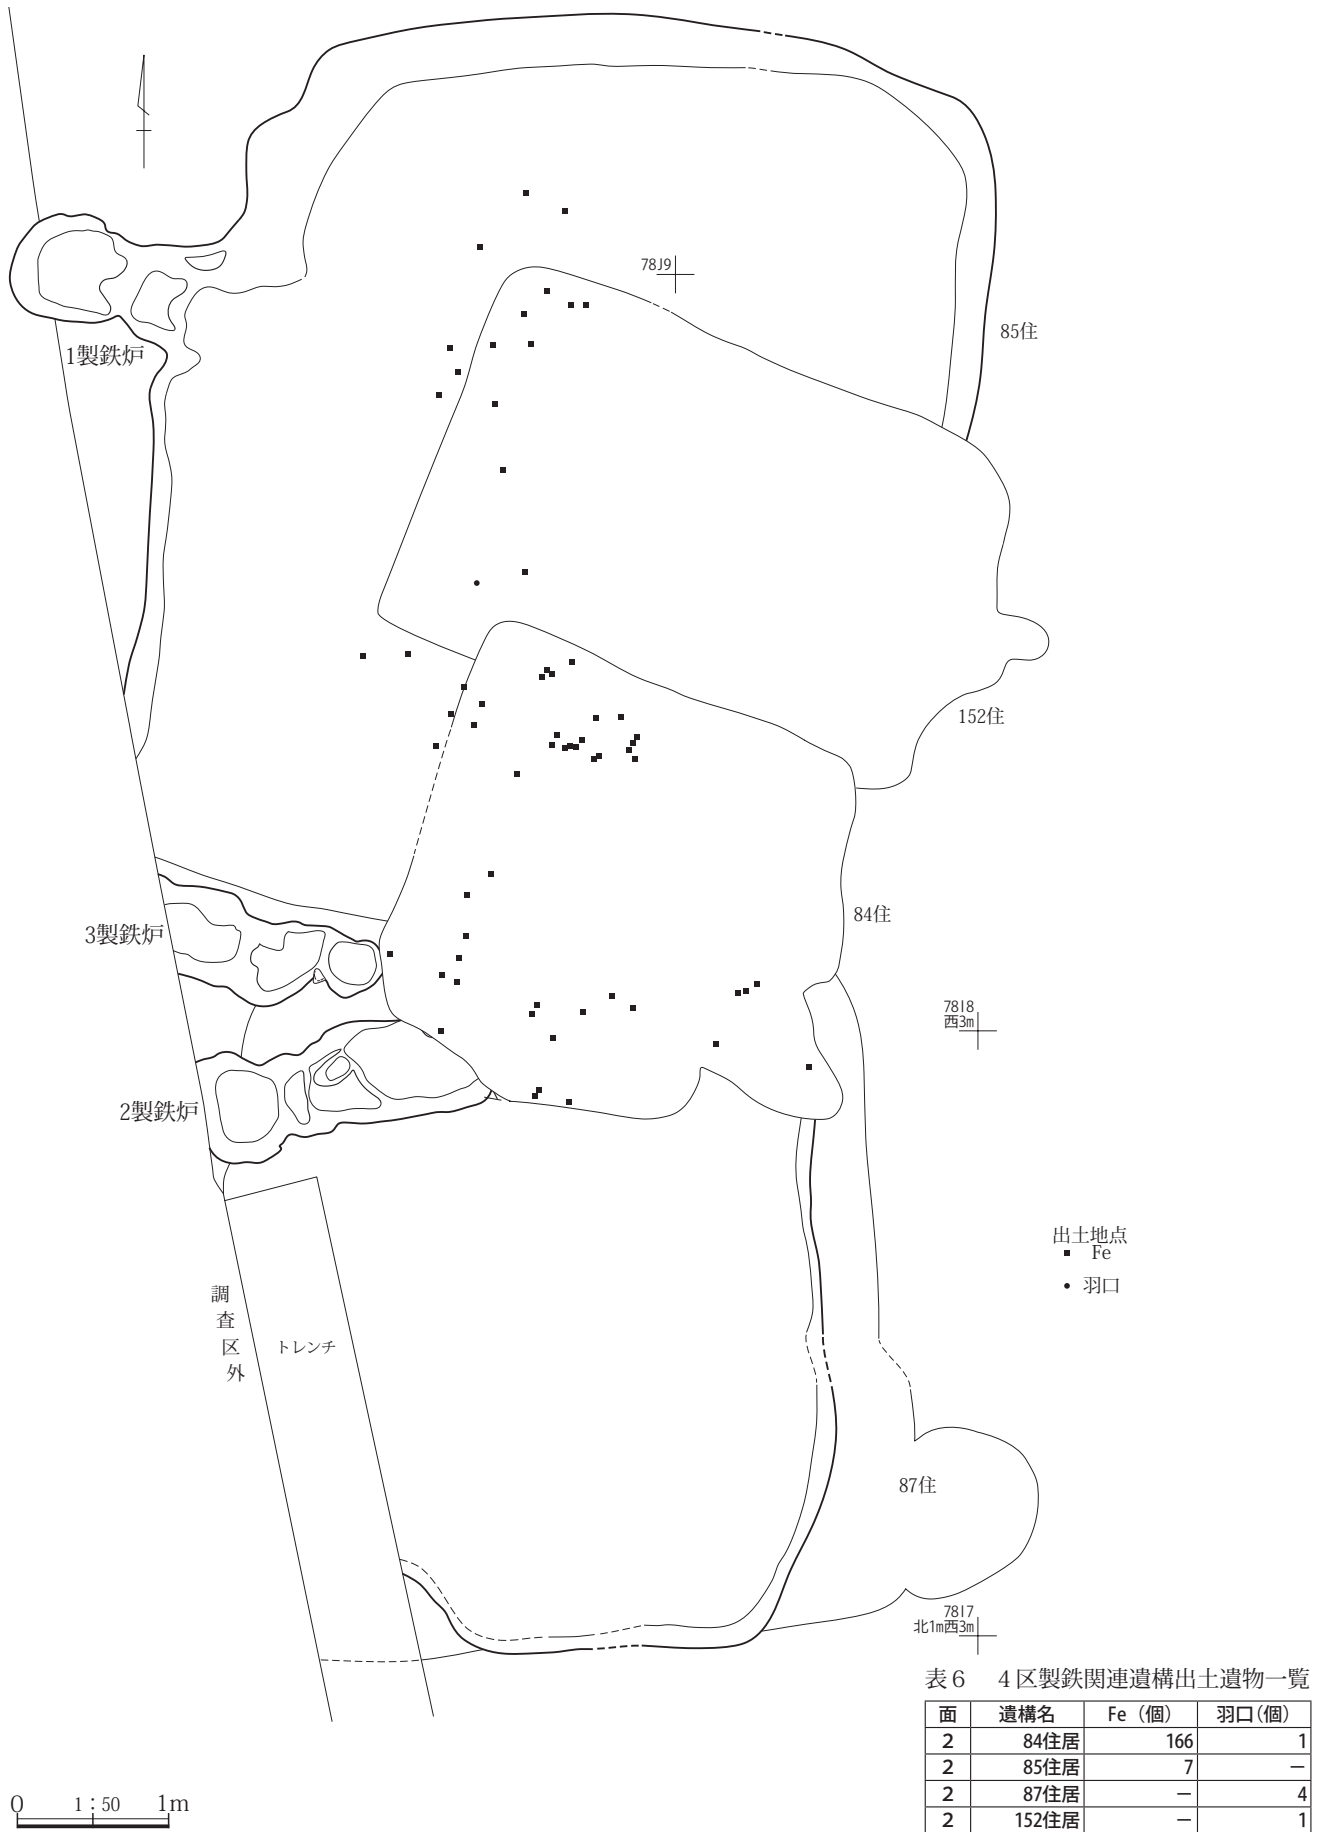 78J9
85住
1製鉄炉
152住
84住
3製鉄炉
78I8
西3m
2製鉄炉
出土地点
Fe
羽口
調査区外
トレンチ
87住
78I7
北1m西3m
表6 4区製鉄関連遺構出土遺物一覧
面 遺構名 Fe(個) 羽口(個)
2 84住居 166 1
2 85住居 7 ー
2 87住居 ー 4
2 152住居 ー 1
0 1:50 1m